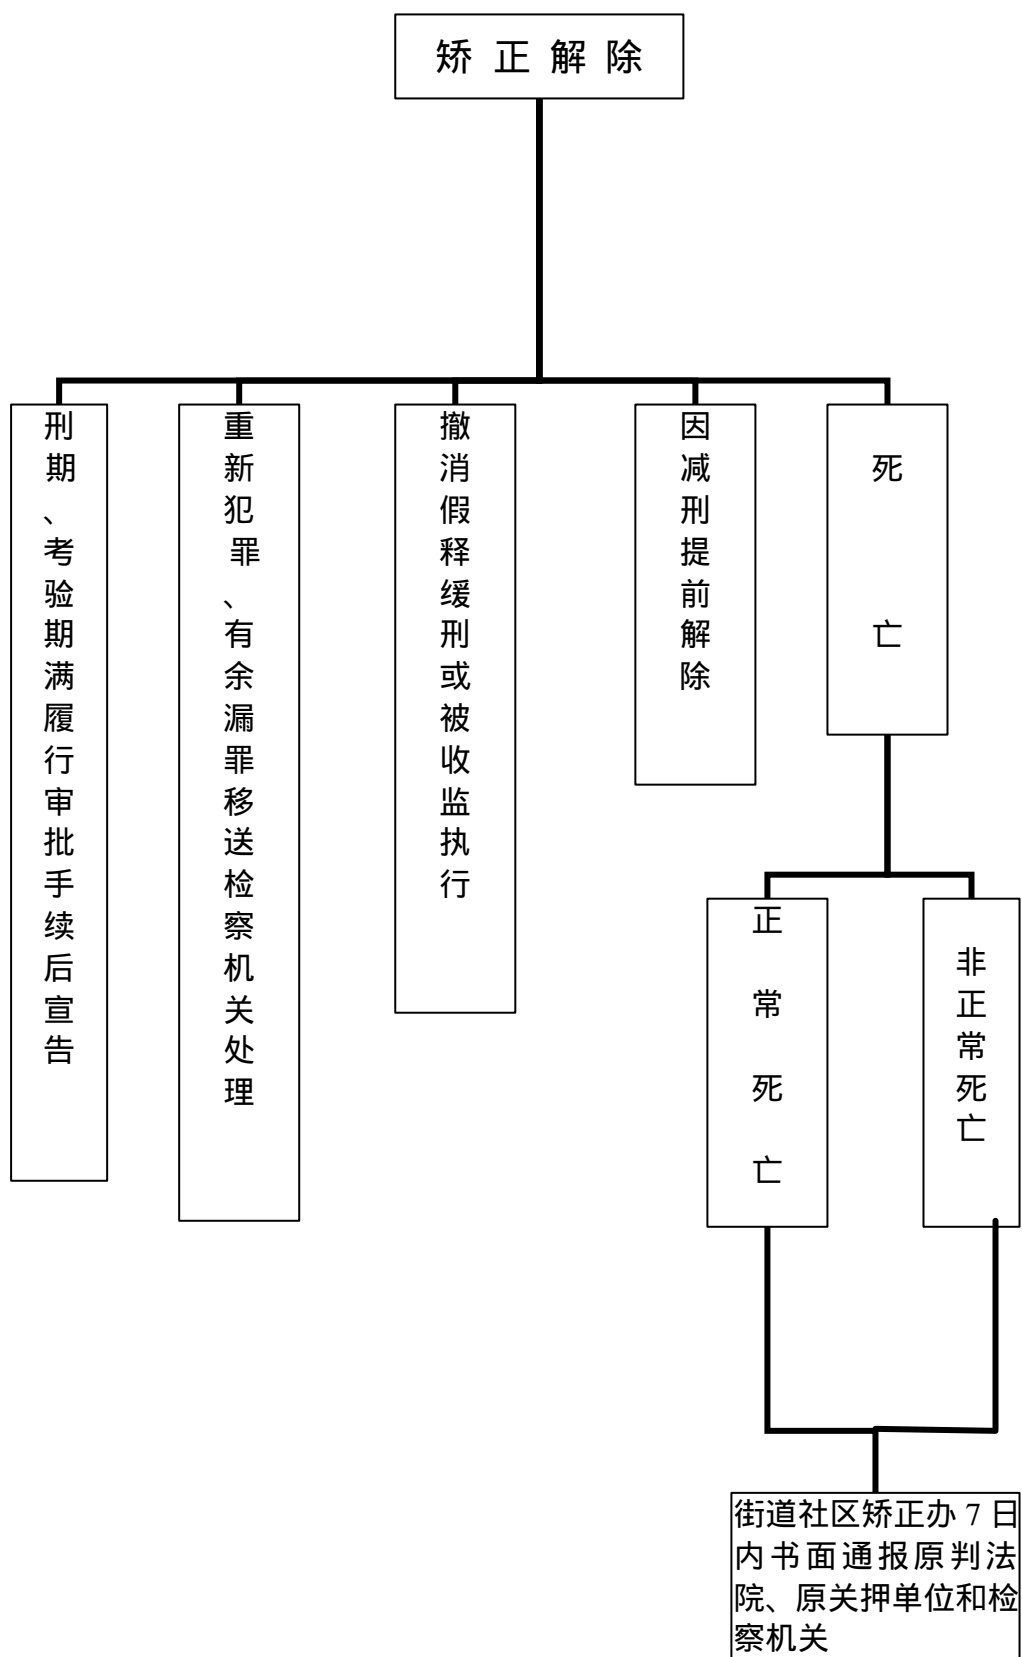 矫正解除
刑期、考验期满履行审批手续后宣告
重新犯罪、有余漏罪移送检察机关处理
撤消假释缓刑或被收监执行
因减刑提前解除
死亡
正常死亡
非正常死亡
街道社区矫正办 7 日
内书面通报原判法
院、原关押单位和检
察机关